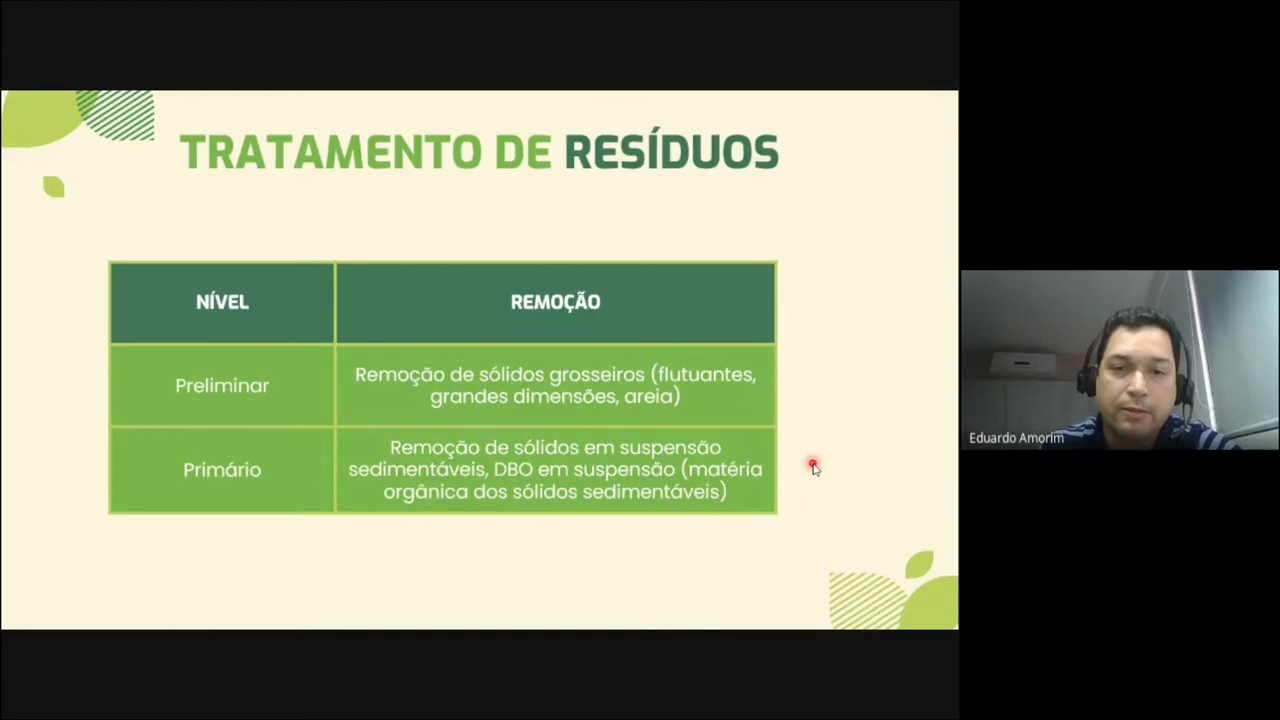 TRATAMENTO DE RESÍDUOS
NÍVEL
REMOÇÃO
Preliminar
Remoção de sólidos grosseiros (flutuantes,
grandes dimensões, areia)
Primário
Remoção de sólidos em suspensão
sedimentáveis, DBO em suspensão (matéria
orgânica dos sólidos sedimentáveis)
Eduardo Amorim